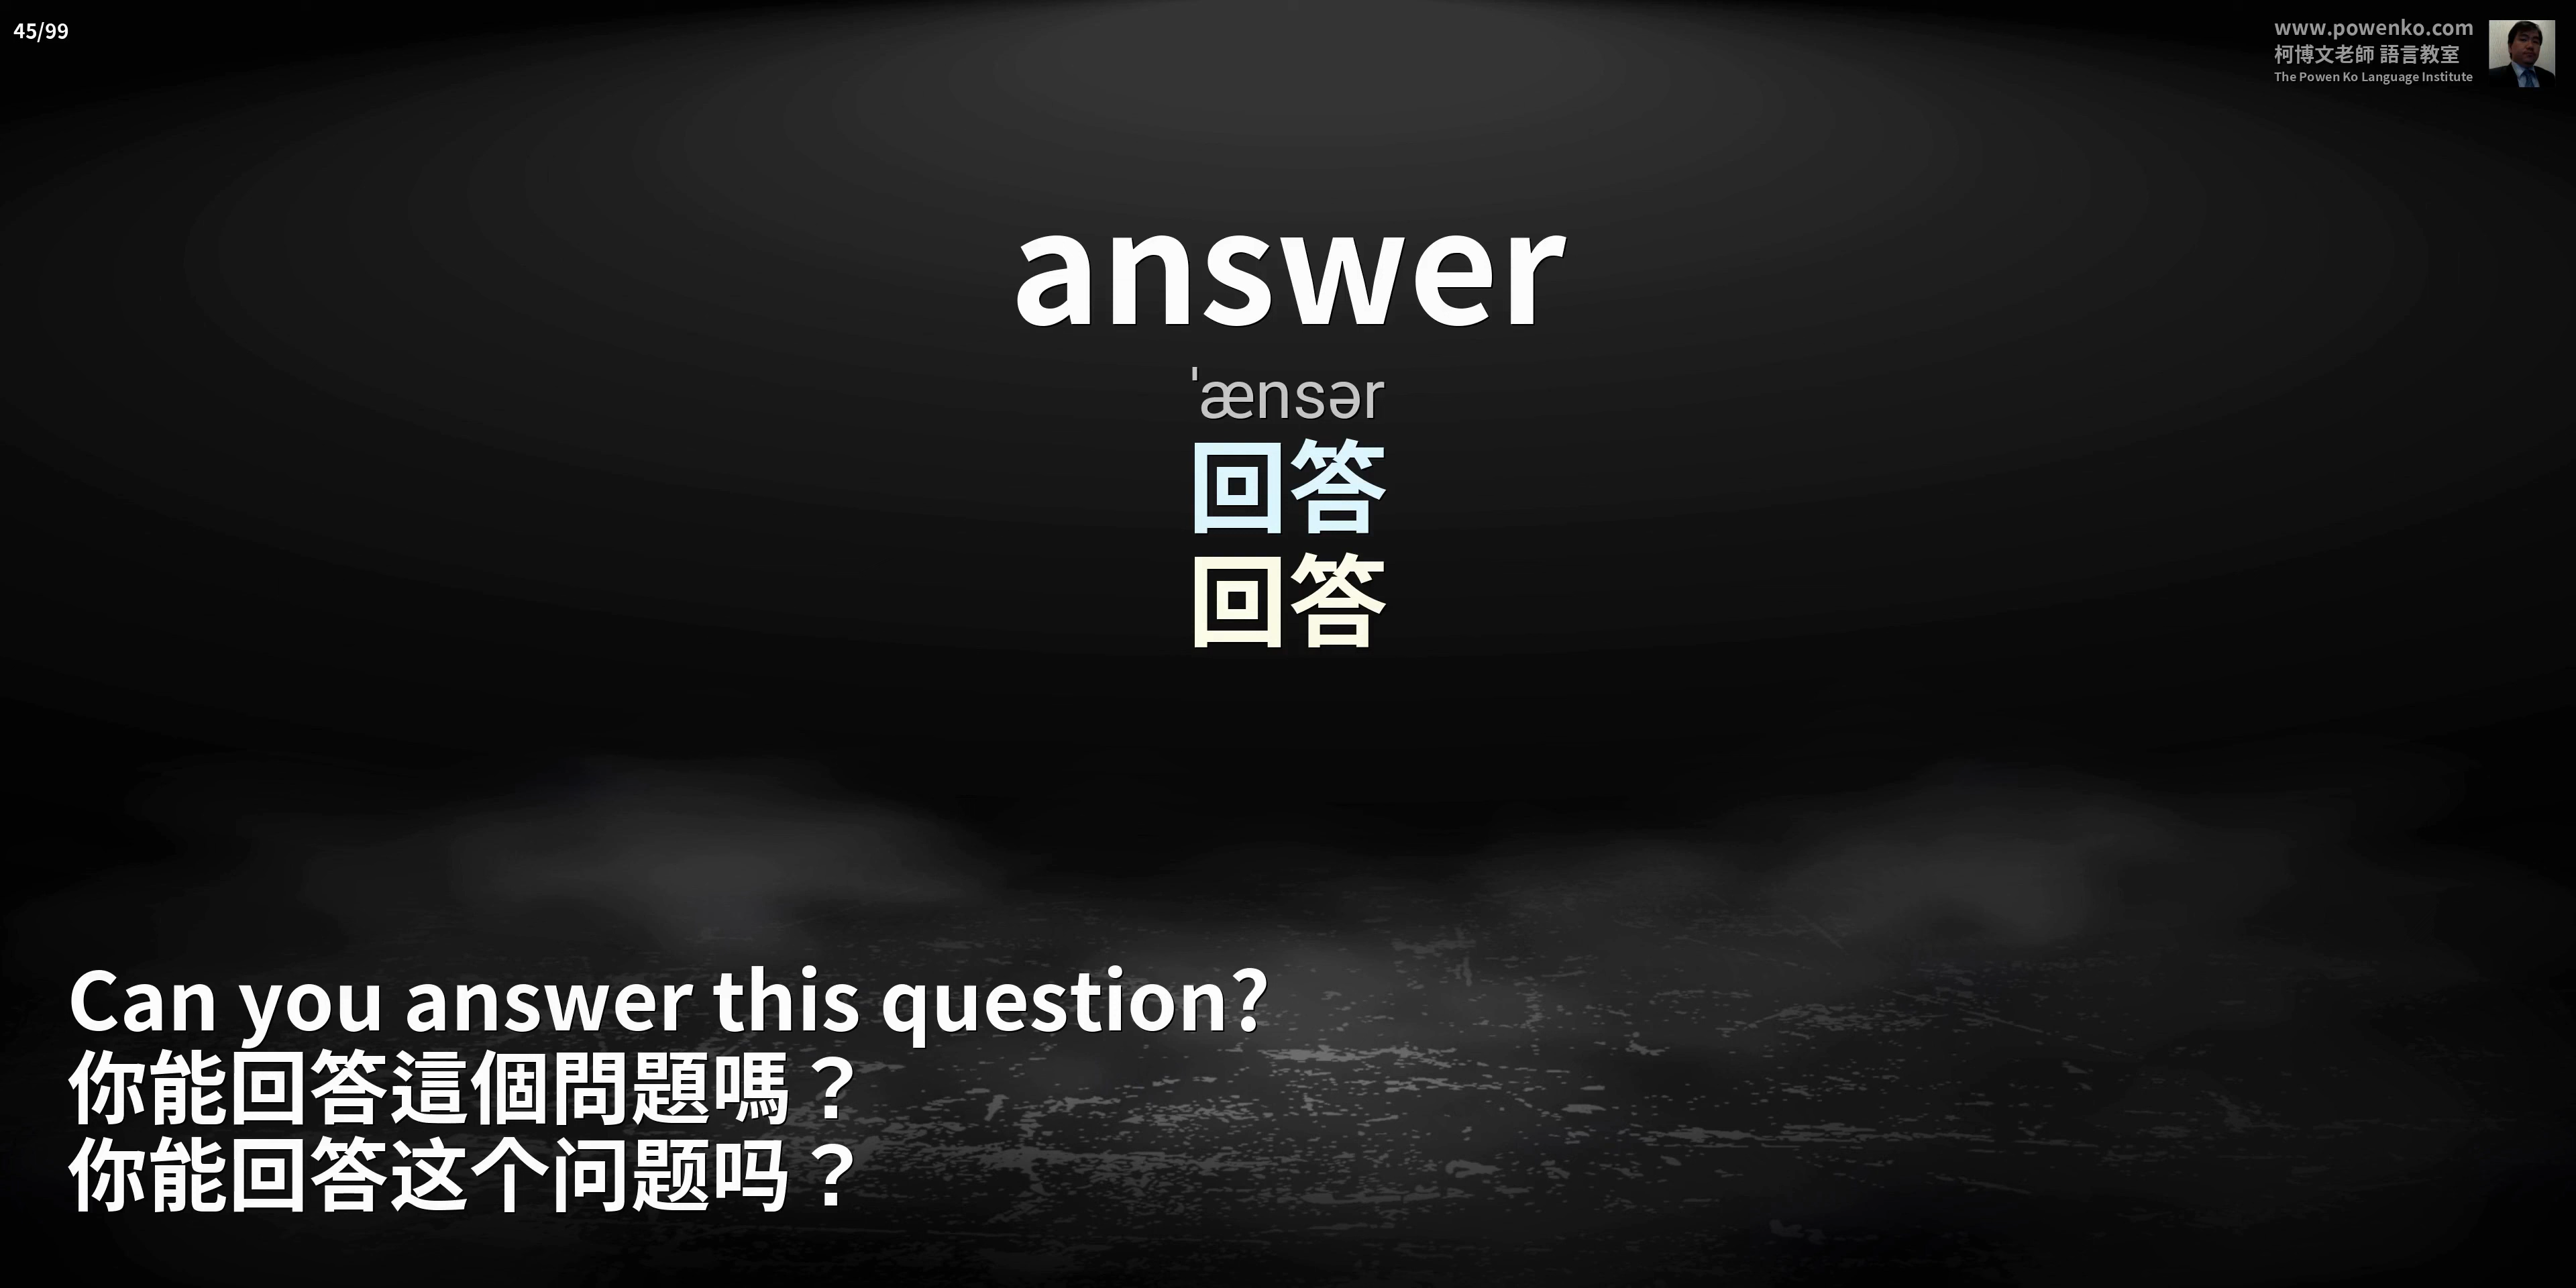 45/99
www.powenko.com
柯博文老師 語言教室
The Powen Ko Language Institute
answer
ˈænsər
回答
回答
Can you answer this question?
你能回答這個問題嗎？
你能回答这个问题吗？